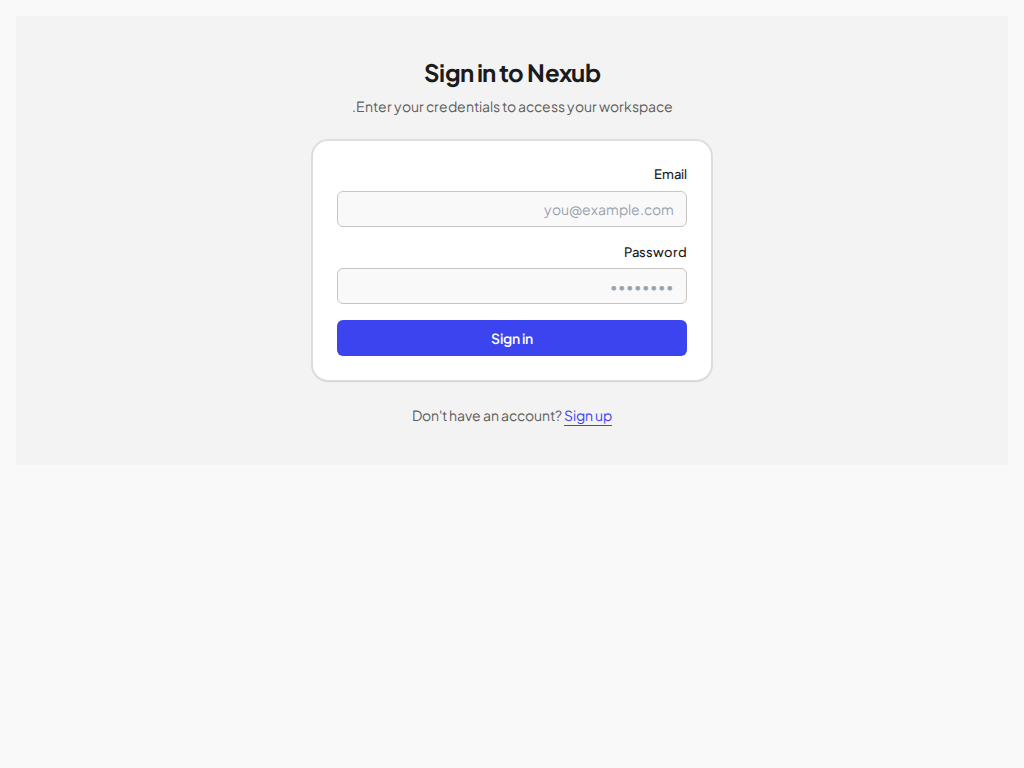 Sign in to Nexub
.Enter your credentials to access your workspace
Email
you@example.com
Password
••••••••
Sign in
Don't have an account? Sign up